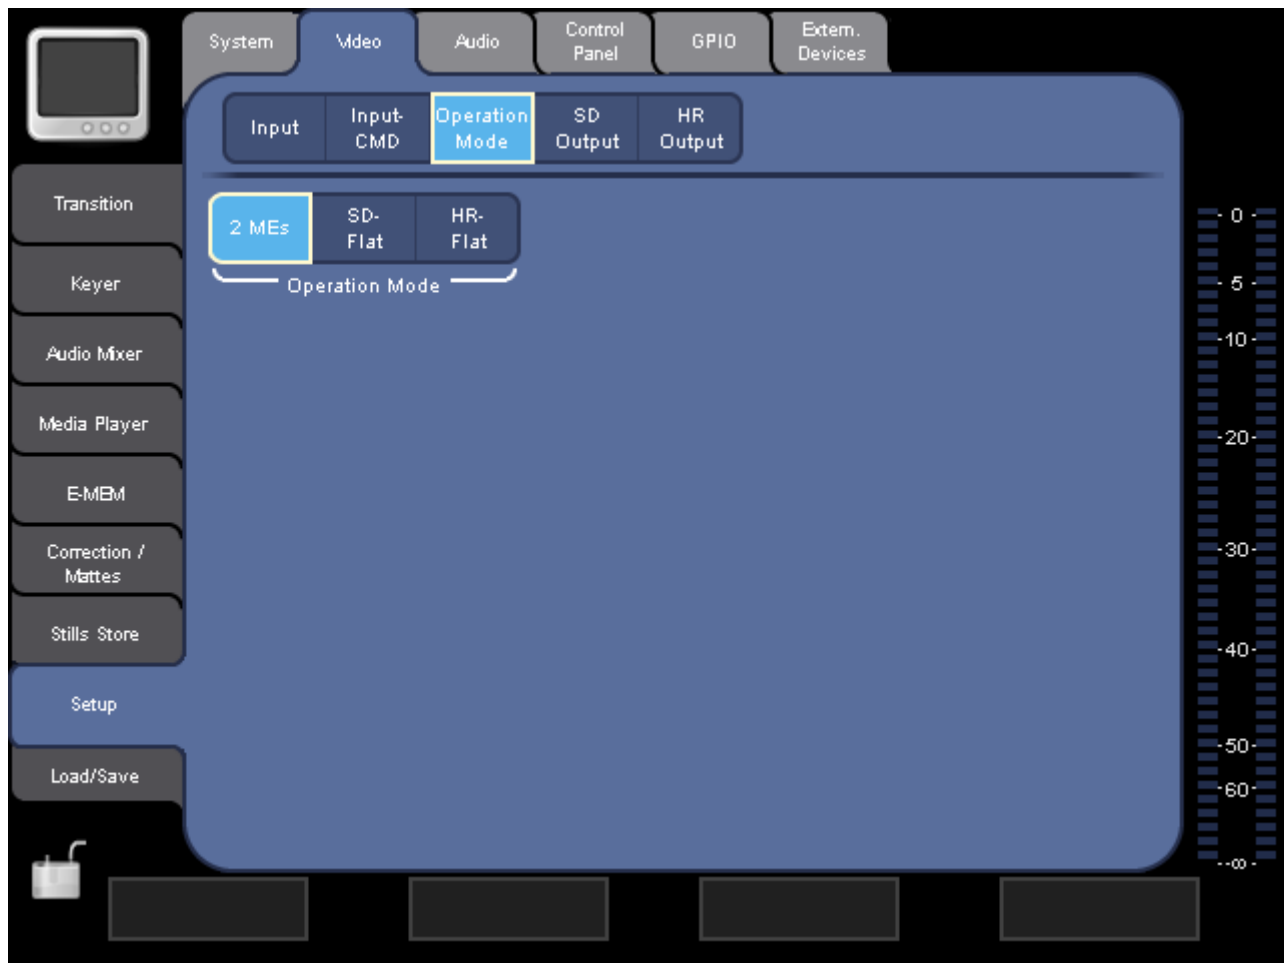 System
Video
Audio
Control
Panel
GPIO
Extern.
Devices
Input
Input-
CMD
Operation
Mode
SD
Output
HR
Output
Transition
Keyer
Audio Mixer
Media Player
E-MEM
Correction /
Mattes
Stills Store
Setup
Load/Save
2 MEs
SD-
Flat
HR-
Flat
Operation Mode
- 0 -
- 5 -
-10 -
-20-
-30-
-40-
-50-
-60-
--∞ -